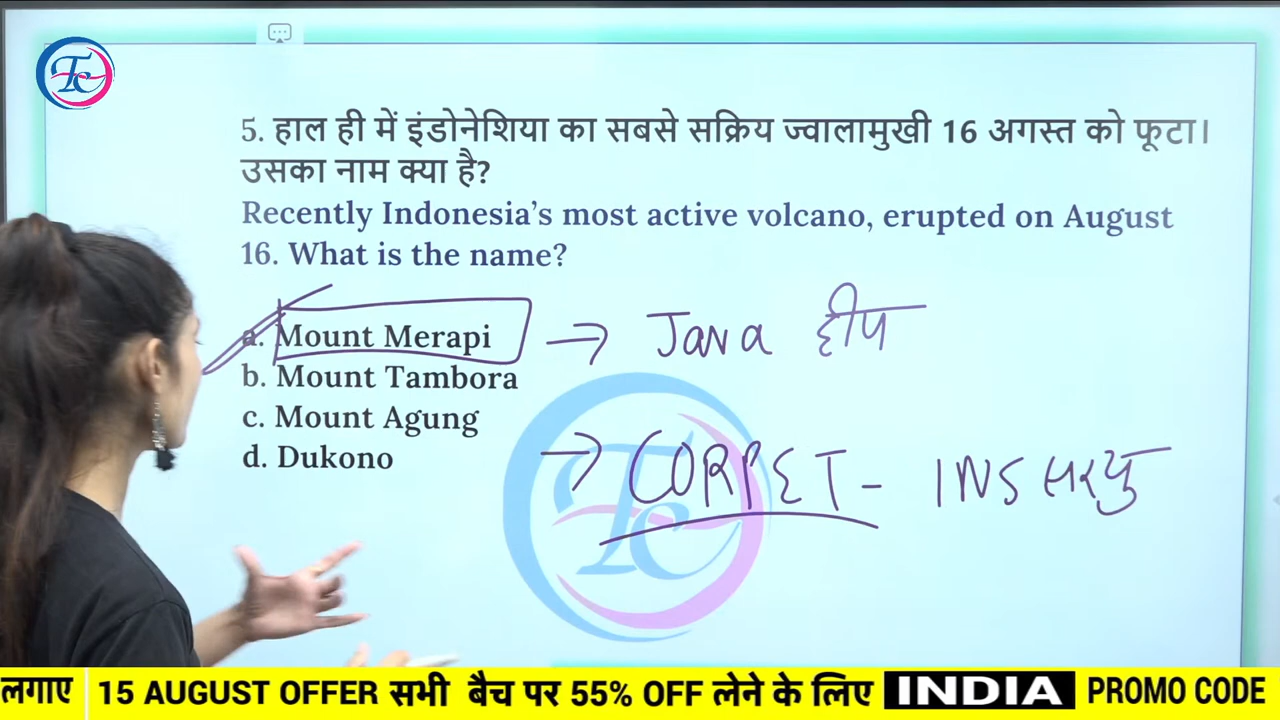 Tc
5. हाल ही में इंडोनेशिया का सबसे सक्रिय ज्वालामुखी 16 अगस्त को फूटा।
उसका नाम क्या है?
Recently Indonesia's most active volcano, erupted on August
16. What is the name?
a. Mount Merapi → Java द्वीप
b. Mount Tambora
c. Mount Agung
→ CORPET - INS सरयु
d. Dukono
लगाए 15 AUGUST OFFER सभी बैच पर 55% OFF लेने के लिए INDIA PROMO CODE